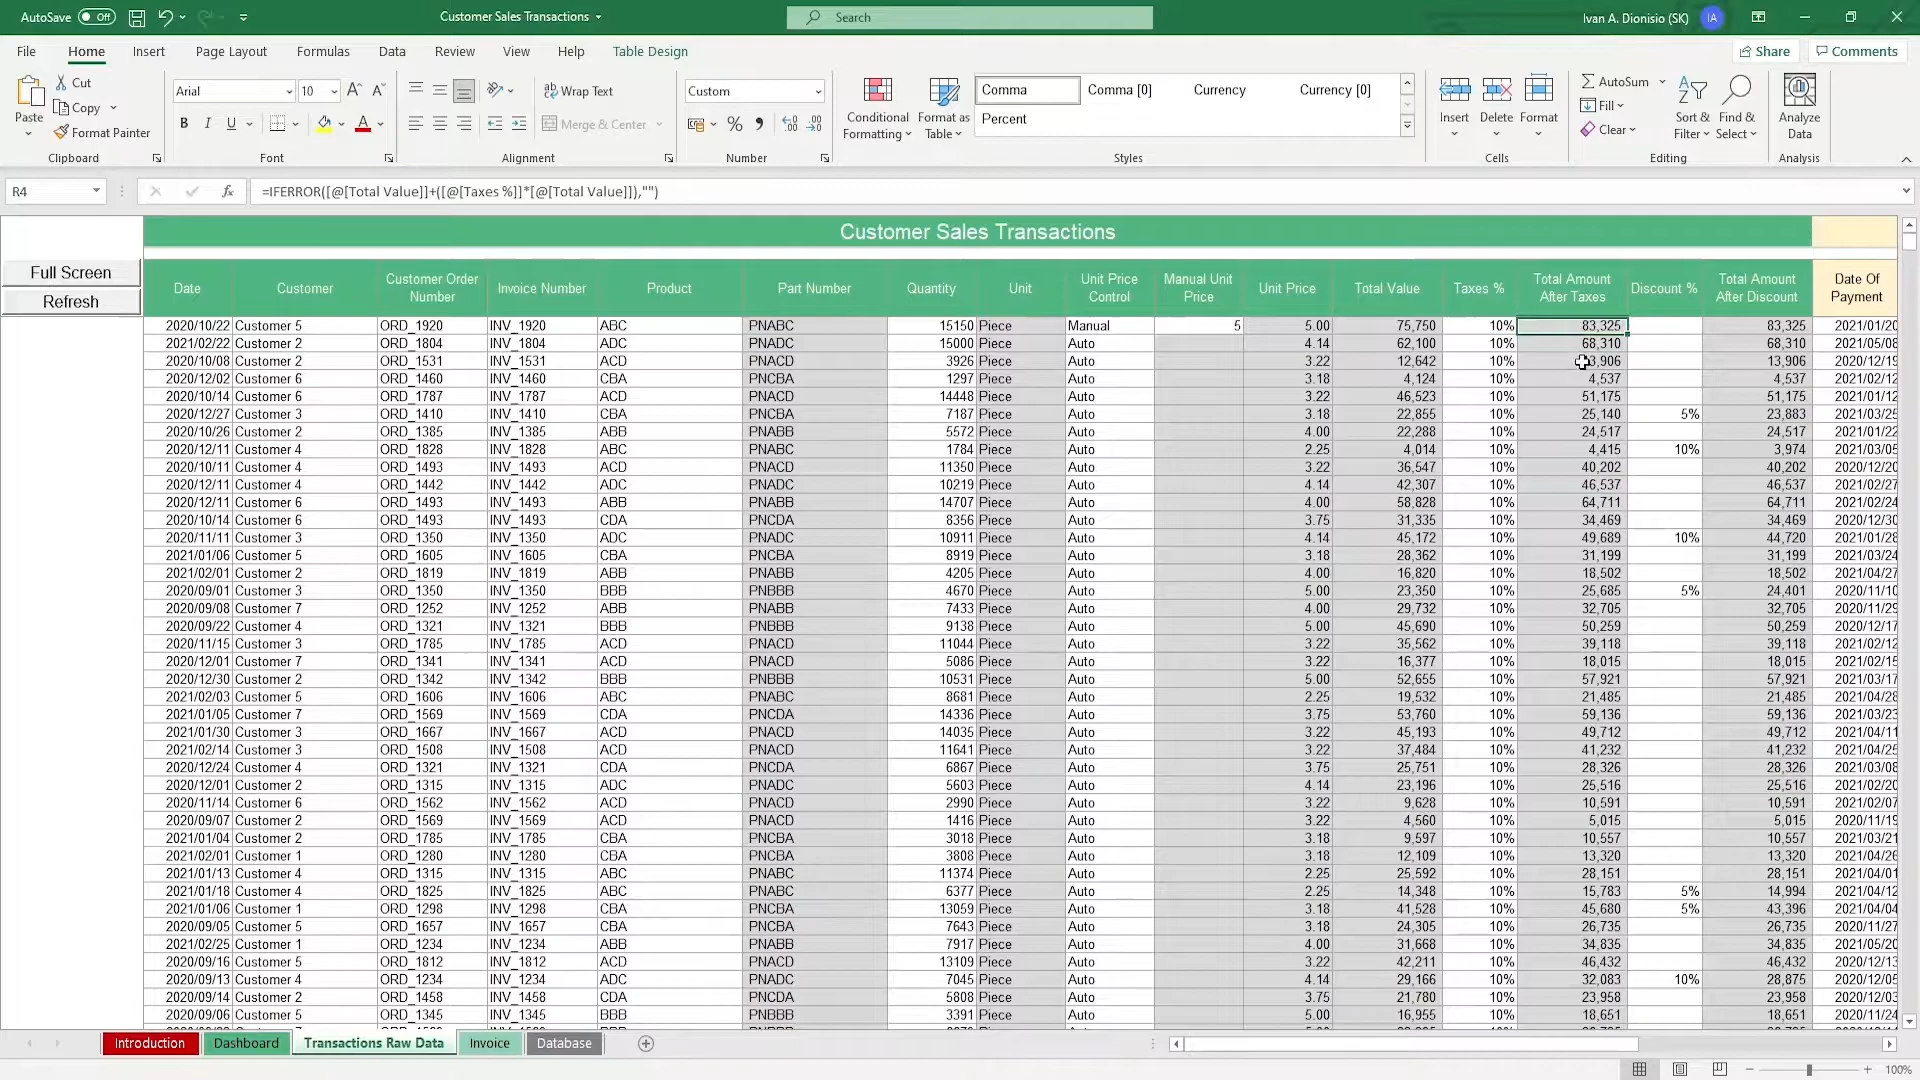 AutoSave Off Customer Sales Transactions Search Ivan A. Dionisio (SK) IA
File Home Insert Page Layout Formulas Data Review View Help Table Design Share Comments
Paste Cut Copy Format Painter Clipboard
Arial 10 B I U Font
Wrap Text Merge & Center Alignment
Custom % Number
Conditional Formatting Format as Table
Comma Comma [0] Currency Currency [0]
Percent
Styles
Insert Delete Format Cells
AutoSum Fill Clear Sort & Filter Find & Select Editing
Analyze Data Analysis
R4 fx =IFERROR([@[Total Value]]+([@[Taxes %]]*[@[Total Value]]),"")
Customer Sales Transactions
Full Screen
Refresh
Date Customer Customer Order Number Invoice Number Product Part Number Quantity Unit Unit Price Control Manual Unit Price Unit Price Total Value Taxes % Total Amount After Taxes Discount % Total Amount After Discount Date Of Payment
2020/10/22 Customer 5 ORD_1920 INV_1920 ABC PNABC 15150 Piece Manual 5 5.00 75,750 10% 83,325 83,325 2021/01/20
2021/02/22 Customer 2 ORD_1804 INV_1804 ADC PNADC 15000 Piece Auto 4.14 62,100 10% 68,310 68,310 2021/05/08
2020/10/08 Customer 2 ORD_1531 INV_1531 ACD PNACD 3926 Piece Auto 3.22 12,642 10% 3,906 13,906 2020/12/19
2020/12/02 Customer 6 ORD_1460 INV_1460 CBA PNCBA 1297 Piece Auto 3.18 4,124 10% 4,537 4,537 2021/02/12
2020/10/14 Customer 6 ORD_1787 INV_1787 ACD PNACD 14448 Piece Auto 3.22 46,523 10% 51,175 51,175 2021/01/12
2020/12/27 Customer 3 ORD_1410 INV_1410 CBA PNCBA 7187 Piece Auto 3.18 22,855 10% 25,140 5% 23,883 2021/03/25
2020/10/26 Customer 2 ORD_1385 INV_1385 ABB PNABB 5572 Piece Auto 4.00 22,288 10% 24,517 24,517 2021/01/22
2020/12/11 Customer 4 ORD_1828 INV_1828 ABC PNABC 1784 Piece Auto 2.25 4,014 10% 4,415 10% 3,974 2021/03/05
2020/10/11 Customer 4 ORD_1493 INV_1493 ACD PNACD 11350 Piece Auto 3.22 36,547 10% 40,202 40,202 2020/12/20
2020/12/11 Customer 4 ORD_1442 INV_1442 ADC PNADC 10219 Piece Auto 4.14 42,307 10% 46,537 46,537 2021/02/27
2020/12/11 Customer 6 ORD_1493 INV_1493 ABB PNABB 14707 Piece Auto 4.00 58,828 10% 64,711 64,711 2021/02/24
2020/10/14 Customer 6 ORD_1493 INV_1493 CDA PNCDA 8356 Piece Auto 3.75 31,335 10% 34,469 34,469 2020/12/30
2020/11/11 Customer 3 ORD_1350 INV_1350 ADC PNADC 10911 Piece Auto 4.14 45,172 10% 49,689 10% 44,720 2021/01/28
2021/01/06 Customer 5 ORD_1605 INV_1605 CBA PNCBA 8919 Piece Auto 3.18 28,362 10% 31,199 31,199 2021/03/24
2021/02/01 Customer 2 ORD_1819 INV_1819 ABB PNABB 4205 Piece Auto 4.00 16,820 10% 18,502 18,502 2021/04/27
2020/09/01 Customer 3 ORD_1350 INV_1350 BBB PNBBB 4670 Piece Auto 5.00 23,350 10% 25,685 5% 24,401 2020/11/10
2020/09/08 Customer 7 ORD_1252 INV_1252 ABB PNABB 7433 Piece Auto 4.00 29,732 10% 32,705 32,705 2020/11/29
2020/09/22 Customer 4 ORD_1321 INV_1321 BBB PNBBB 9138 Piece Auto 5.00 45,690 10% 50,259 50,259 2020/12/17
2020/11/15 Customer 3 ORD_1785 INV_1785 ACD PNACD 11044 Piece Auto 3.22 35,562 10% 39,118 39,118 2021/02/12
2020/12/01 Customer 7 ORD_1341 INV_1341 ACD PNACD 5086 Piece Auto 3.22 16,377 10% 18,015 18,015 2021/02/15
2020/12/30 Customer 2 ORD_1342 INV_1342 BBB PNBBB 10531 Piece Auto 5.00 52,655 10% 57,921 57,921 2021/03/17
2021/02/03 Customer 5 ORD_1606 INV_1606 ABC PNABC 8681 Piece Auto 2.25 19,532 10% 21,485 21,485 2021/04/28
2021/01/05 Customer 7 ORD_1569 INV_1569 CDA PNCDA 14336 Piece Auto 3.75 53,760 10% 59,136 59,136 2021/03/23
2021/01/30 Customer 3 ORD_1667 INV_1667 ACD PNACD 14035 Piece Auto 3.22 45,193 10% 49,712 49,712 2021/04/11
2021/02/14 Customer 3 ORD_1508 INV_1508 ACD PNACD 11641 Piece Auto 3.22 37,484 10% 41,232 41,232 2021/04/25
2020/12/24 Customer 4 ORD_1321 INV_1321 CDA PNCDA 6867 Piece Auto 3.75 25,751 10% 28,326 28,326 2021/03/08
2020/12/01 Customer 2 ORD_1315 INV_1315 ADC PNADC 5603 Piece Auto 4.14 23,196 10% 25,516 25,516 2021/02/20
2020/11/14 Customer 6 ORD_1562 INV_1562 ACD PNACD 2990 Piece Auto 3.22 9,628 10% 10,591 10,591 2021/02/07
2020/09/07 Customer 2 ORD_1569 INV_1569 ACD PNACD 1416 Piece Auto 3.22 4,560 10% 5,015 5,015 2020/11/19
2021/01/04 Customer 2 ORD_1785 INV_1785 CBA PNCBA 3018 Piece Auto 3.18 9,597 10% 10,557 10,557 2021/03/21
2021/02/01 Customer 1 ORD_1280 INV_1280 CBA PNCBA 3808 Piece Auto 3.18 12,109 10% 13,320 13,320 2021/04/26
2021/01/13 Customer 4 ORD_1315 INV_1315 ABC PNABC 11374 Piece Auto 2.25 25,592 10% 28,151 28,151 2021/04/01
2021/01/18 Customer 4 ORD_1825 INV_1825 ABC PNABC 6377 Piece Auto 2.25 14,348 10% 15,783 5% 14,994 2021/04/12
2021/01/06 Customer 1 ORD_1298 INV_1298 CBA PNCBA 13059 Piece Auto 3.18 41,528 10% 45,680 5% 43,396 2021/04/04
2020/09/05 Customer 5 ORD_1657 INV_1657 CBA PNCBA 7643 Piece Auto 3.18 24,305 10% 26,735 26,735 2020/11/27
2021/02/25 Customer 1 ORD_1234 INV_1234 ABB PNABB 7917 Piece Auto 4.00 31,668 10% 34,835 34,835 2021/05/20
2020/09/16 Customer 5 ORD_1812 INV_1812 ACD PNACD 13109 Piece Auto 3.22 42,211 10% 46,432 46,432 2020/12/13
2020/09/13 Customer 4 ORD_1234 INV_1234 ADC PNADC 7045 Piece Auto 4.14 29,166 10% 32,083 10% 28,875 2020/12/05
2020/09/14 Customer 2 ORD_1458 INV_1458 CDA PNCDA 5808 Piece Auto 3.75 21,780 10% 23,958 23,958 2020/12/03
2020/09/06 Customer 5 ORD_1345 INV_1345 BBB PNBBB 3391 Piece Auto 5.00 16,955 10% 18,651 18,651 2020/11/24
Introduction Dashboard Transactions Raw Data Invoice Database
100%